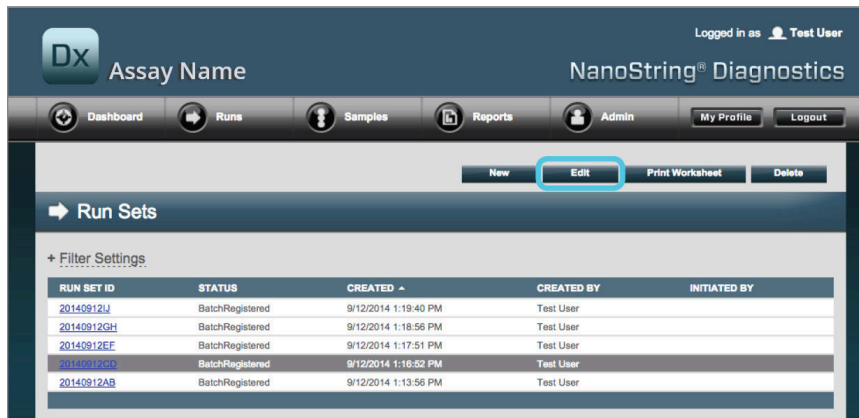 Logged in as Test User
Dx Assay Name
NanoString® Diagnostics
Dashboard Runs Samples Reports Admin My Profile Logout
New Edit Print Worksheet Delete
Run Sets
+ Filter Settings
RUN SET ID STATUS CREATED CREATED BY INITIATED BY
20140912IJ BatchRegistered 9/12/2014 1:19:40 PM Test User
20140912GH BatchRegistered 9/12/2014 1:18:56 PM Test User
20140912EF BatchRegistered 9/12/2014 1:17:51 PM Test User
20140912CD BatchRegistered 9/12/2014 1:16:52 PM Test User
20140912AB BatchRegistered 9/12/2014 1:13:56 PM Test User